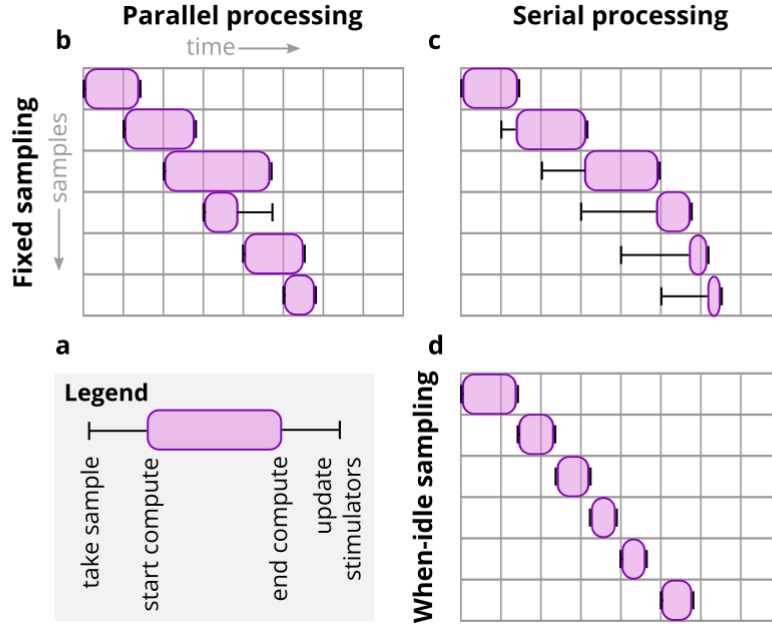 Parallel processing
Serial processing
b
time
c
Fixed sampling
samples
a
Legend
take sample
start compute
end compute
update
stimulators
d
When-idle sampling